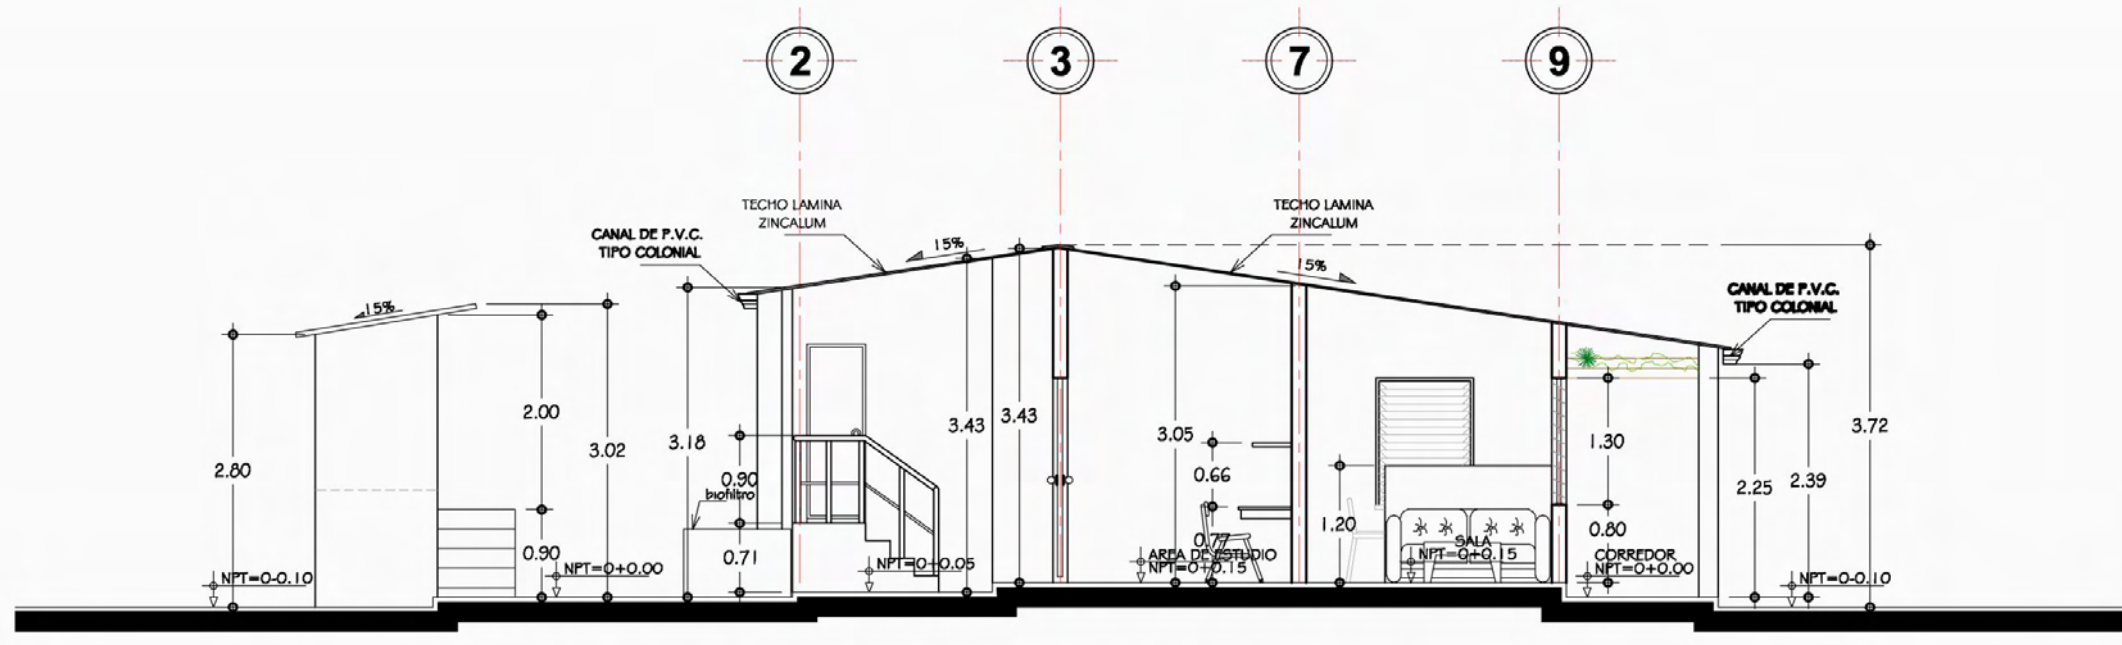 2
3
7
9
TECHO LAMINA
ZINCALUM
TECHO LAMINA
ZINCALUM
CANAL DE P.V.C.
TIPO COLONIAL
15%
15%
CANAL DE P.V.C.
TIPO COLONIAL
15%
2.80
2.00
3.02
3.18
0.90
biofiltro
3.43
3.43
3.05
0.66
1.20
1.30
2.25
2.39
3.72
0.90
0.71
0.77
0.80
NPT=0-0.10
NPT=0+0.00
NPT=0+0.05
AREA DE ESTUDIO
NPT=0+0.15
SALA
NPT=0+0.15
CORREDOR
NPT=0+0.00
NPT=0-0.10